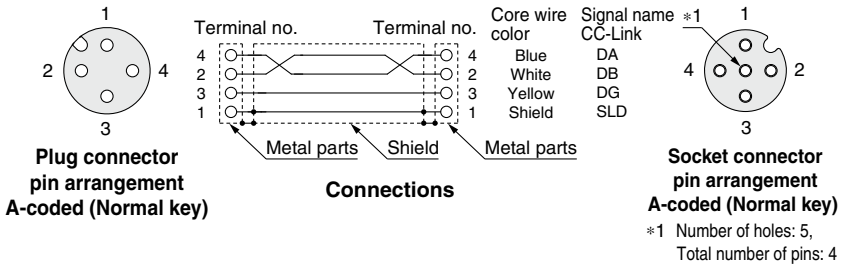 1
2
4
3
Plug connector
pin arrangement
A-coded (Normal key)
Terminal no. Terminal no.
4 4
2 2
3 3
1 1
Metal parts Shield Metal parts
Connections
Core wire color
Signal name CC-Link
Blue DA
White DB
Yellow DG
Shield SLD
*1
1
4
2
3
Socket connector
pin arrangement
A-coded (Normal key)
*1 Number of holes: 5,
Total number of pins: 4